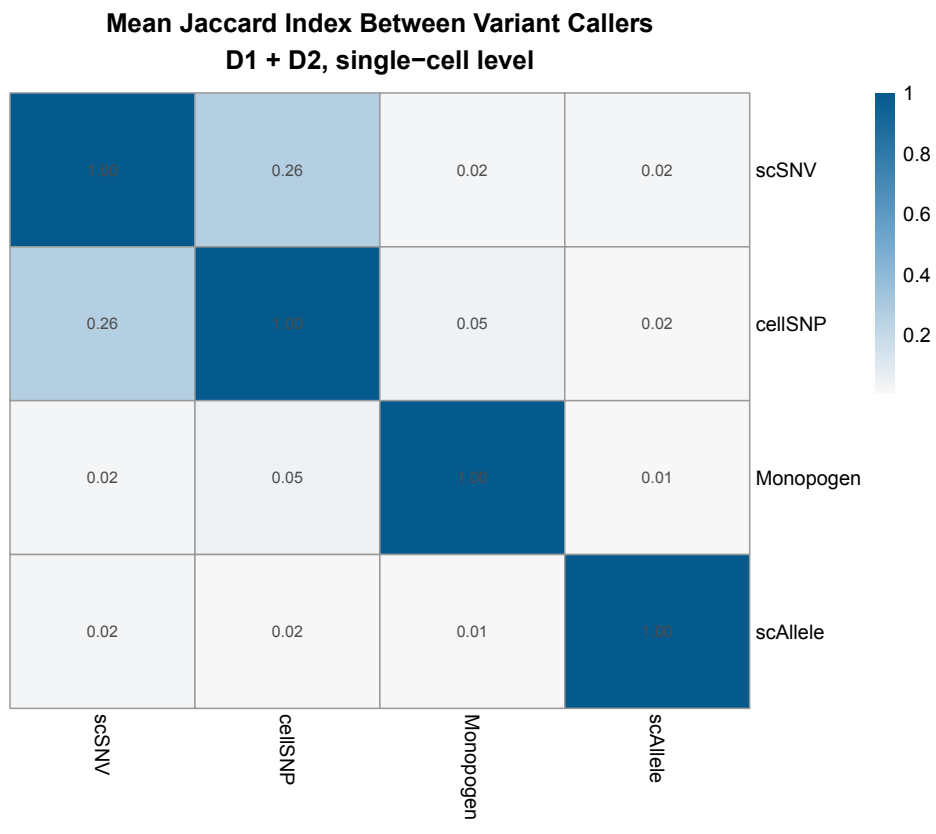 Mean Jaccard Index Between Variant Callers
D1 + D2, single−cell level
1.00 0.26 0.02 0.02 scSNV
0.26 1.00 0.05 0.02 cellSNP
0.02 0.05 1.00 0.01 Monopogen
0.02 0.02 0.01 1.00 scAllele
scSNV cellSNP Monopogen scAllele
1
0.8
0.6
0.4
0.2